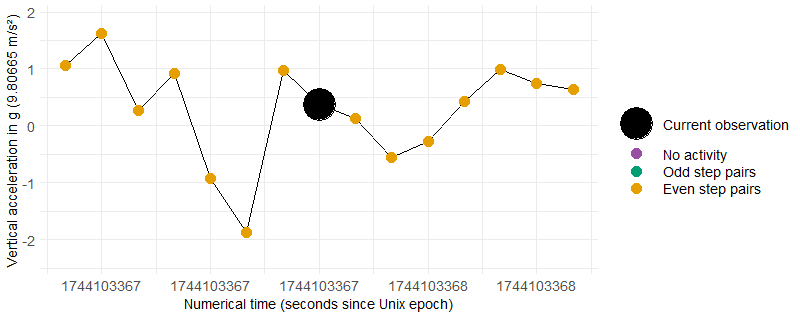 Vertical acceleration in g (9.80665 m/s²)
2
1
0
-1
-2
1744103367 1744103367 1744103367 1744103368 1744103368
Numerical time (seconds since Unix epoch)
Current observation
No activity
Odd step pairs
Even step pairs